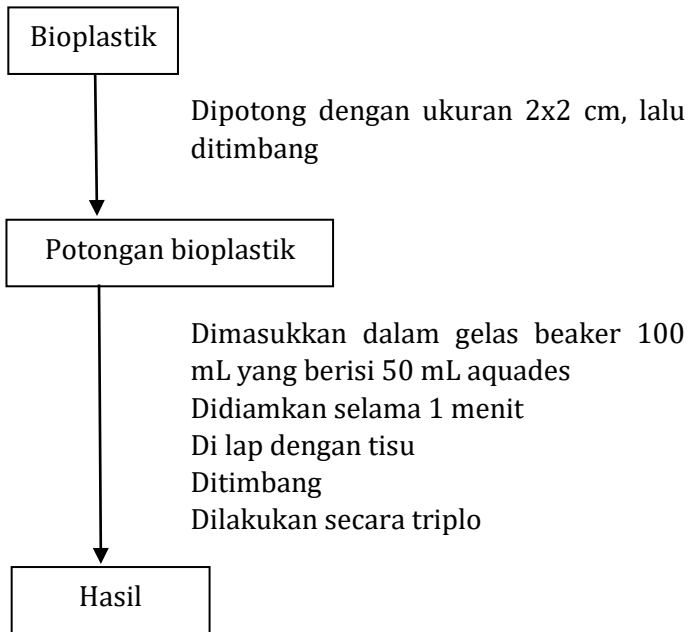 Bioplastik
Dipotong dengan ukuran 2x2 cm, lalu
ditimbang
Potongan bioplastik
Dimasukkan dalam gelas beaker 100
mL yang berisi 50 mL aquades
Didiamkan selama 1 menit
Di lap dengan tisu
Ditimbang
Dilakukan secara triplo
Hasil